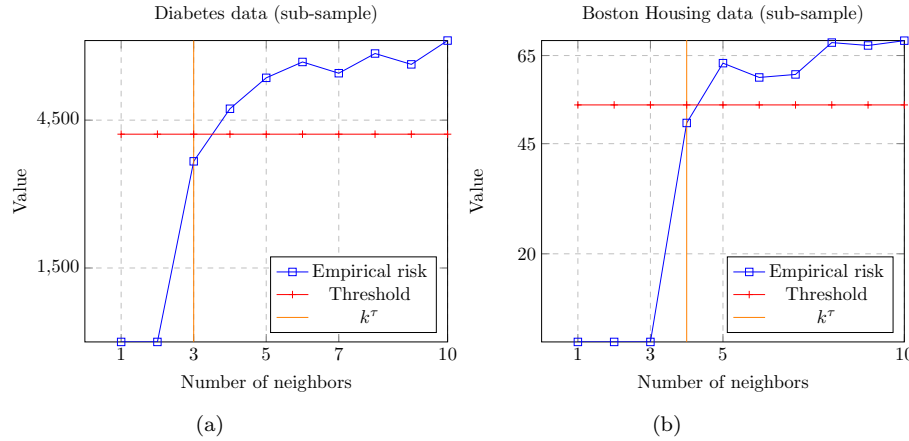 Diabetes data (sub-sample)
4,500
1,500
Value
1 3 5 7 10
Number of neighbors
Empirical risk
Threshold
k^τ
(a)
Boston Housing data (sub-sample)
65
45
20
Value
1 3 5 10
Number of neighbors
Empirical risk
Threshold
k^τ
(b)